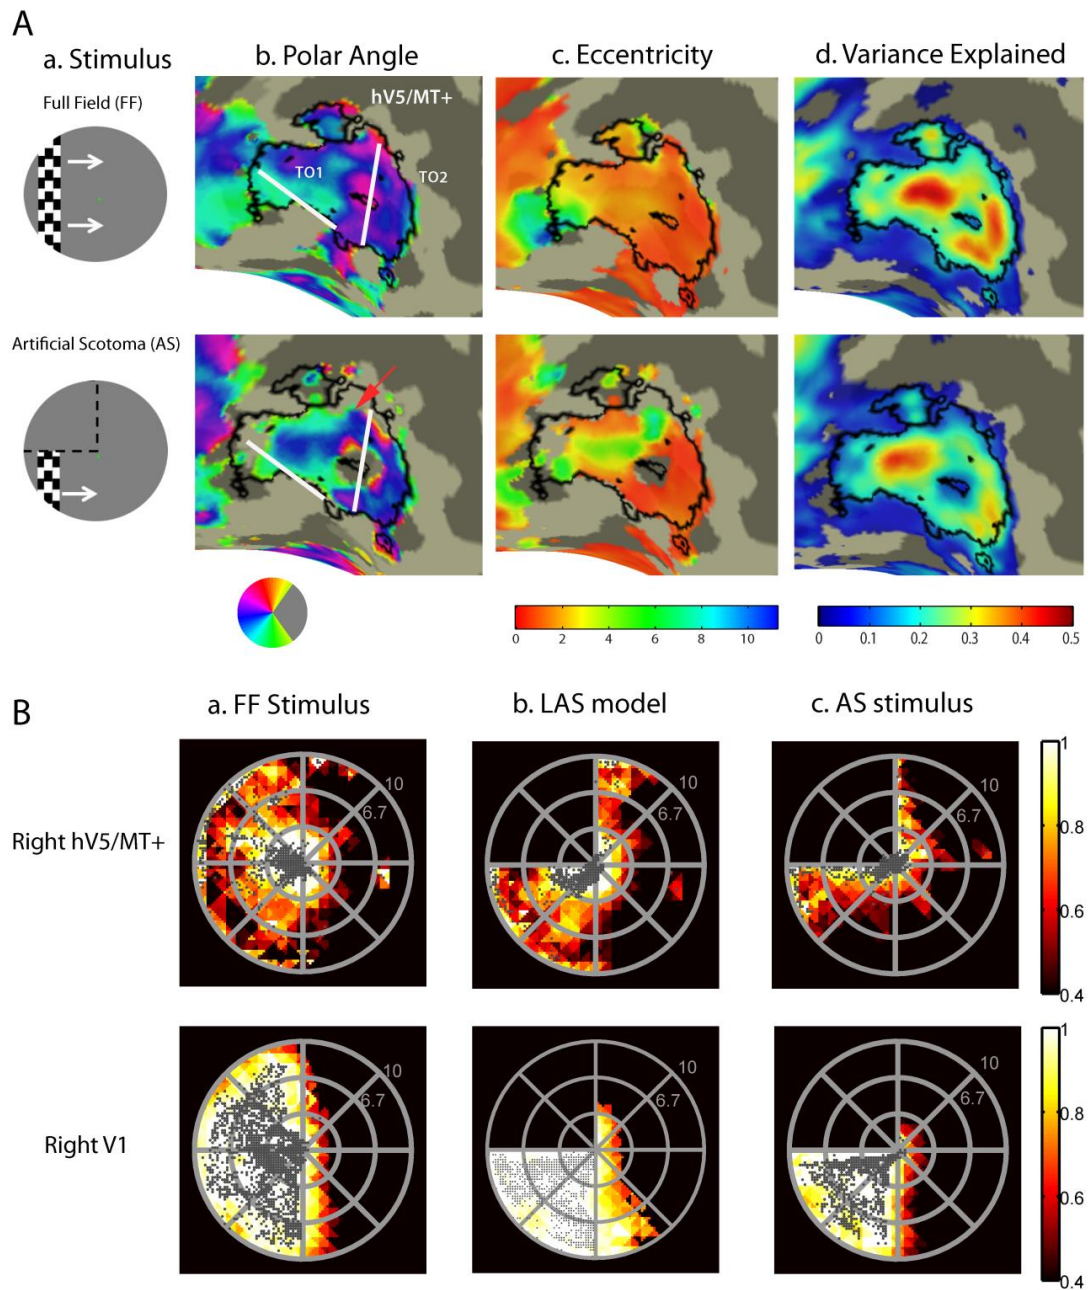 A
a. Stimulus
b. Polar Angle
c. Eccentricity
d. Variance Explained
Full Field (FF)
hV5/MT+
TO1
TO2
Artificial Scotoma (AS)
0 2 4 6 8 10
0 0.1 0.2 0.3 0.4 0.5
B
a. FF Stimulus
b. LAS model
c. AS stimulus
Right hV5/MT+
10
6.7
10
6.7
10
6.7
1
0.8
0.6
0.4
Right V1
10
6.7
10
6.7
10
6.7
1
0.8
0.6
0.4